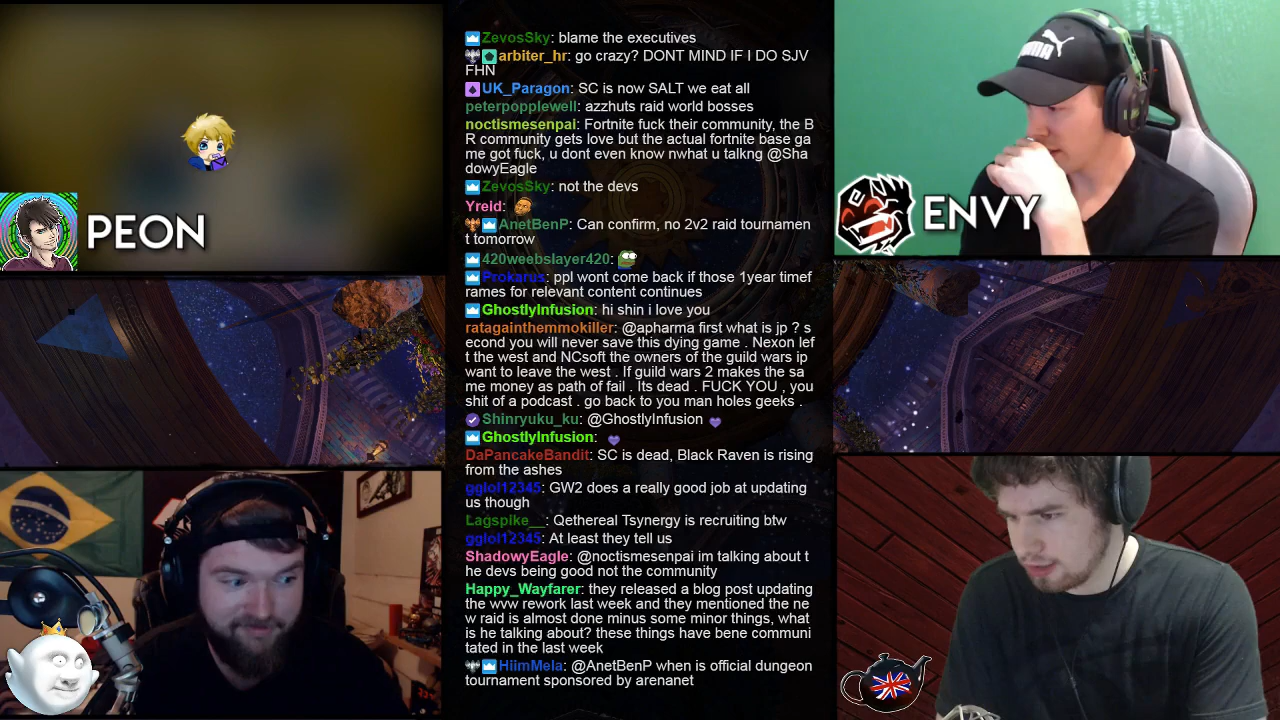 PEON
ZevosSky: blame the executives
arbiter_hr: go crazy? DONT MIND IF I DO SJV
FHN
UK_Paragon: SC is now SALT we eat all
peterpopplewell: azzhuts raid world bosses
noctismesenpai: Fortnite fuck their community, the B
R community gets love but the actual fortnite base ga
me got fuck, u dont even know nwhat u talkng @Sha
dowyEagle
ZevosSky: not the devs
Yreid:
AnetBenP: Can confirm, no 2v2 raid tournamen
t tomorrow
420weebslayer420:
Prokarus: ppl wont come back if those 1year timef
rames for relevant content continues
GhostlyInfusion: hi shin i love you
ratagainthemmokiller: @apharma first what is jp ? s
econd you will never save this dying game . Nexon lef
t the west and NCsoft the owners of the guild wars ip
want to leave the west . If guild wars 2 makes the sa
me money as path of fail . Its dead . FUCK YOU , you
shit of a podcast . go back to you man holes geeks .
Shinryuku_ku: @GhostlyInfusion
GhostlyInfusion:
DaPancakeBandit: SC is dead, Black Raven is rising
from the ashes
gglol12345: GW2 does a really good job at updating
us though
Lagspike__: Qethereal Tsynergy is recruiting btw
gglol12345: At least they tell us
ShadowyEagle: @noctismesenpai im talking about t
he devs being good not the community
Happy_Wayfarer: they released a blog post updating
the wvw rework last week and they mentioned the ne
w raid is almost done minus some minor things, what
is he talking about? these things have bene communi
tated in the last week
HiimMela: @AnetBenP when is official dungeon
tournament sponsored by arenanet
PUMA
ENVY